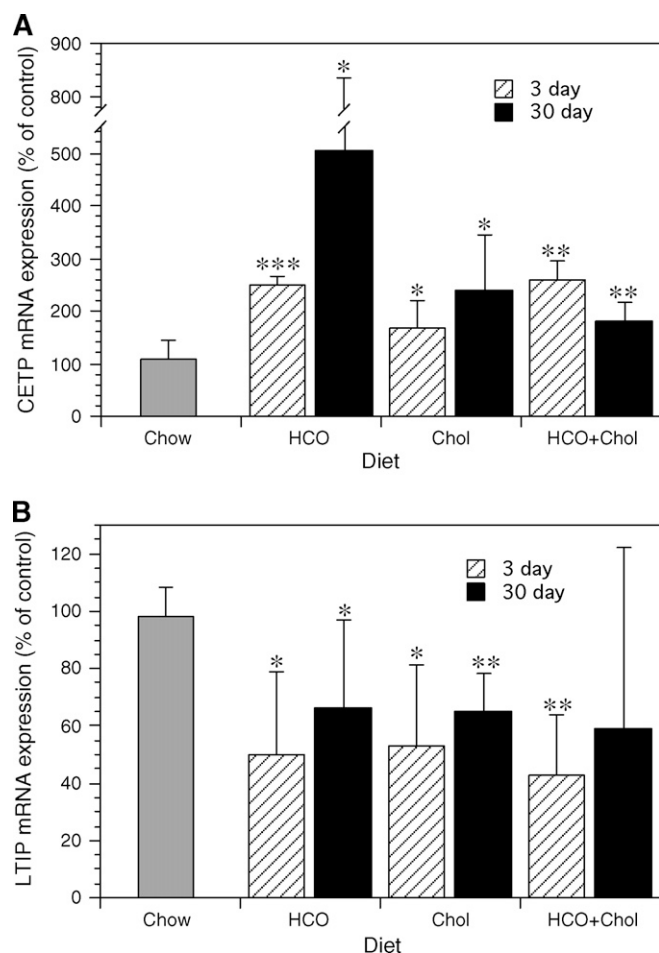 A
CETP mRNA expression (% of control)
900
800
500
400
300
200
100
0
3 day
30 day
*
***
*
*
**
**
Chow HCO Chol HCO+Chol
Diet
B
LTIP mRNA expression (% of control)
120
100
80
60
40
20
0
3 day
30 day
*
*
*
**
**
Chow HCO Chol HCO+Chol
Diet